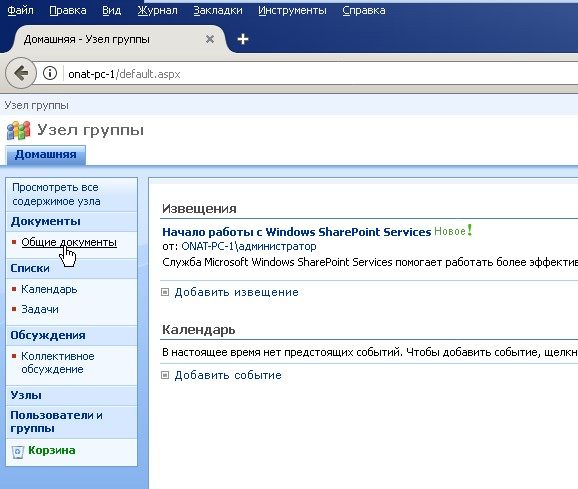 Файл Правка Вид Журнал Закладки Инструменты Справка
Домашняя - Узел группы
onat-pc-1/default.aspx
Узел группы
Узел группы
Домашняя
Просмотреть все
содержимое узла
Документы
Общие документы
Списки
Календарь
Задачи
Обсуждения
Коллективное
обсуждение
Узлы
Пользователи и
группы
Корзина
Извещения
Начало работы с Windows SharePoint Services Новое!
от: ONAT-PC-1\администратор
Служба Microsoft Windows SharePoint Services помогает работать более эффектив
Добавить извещение
Календарь
В настоящее время нет предстоящих событий. Чтобы добавить событие, щелкн
Добавить событие